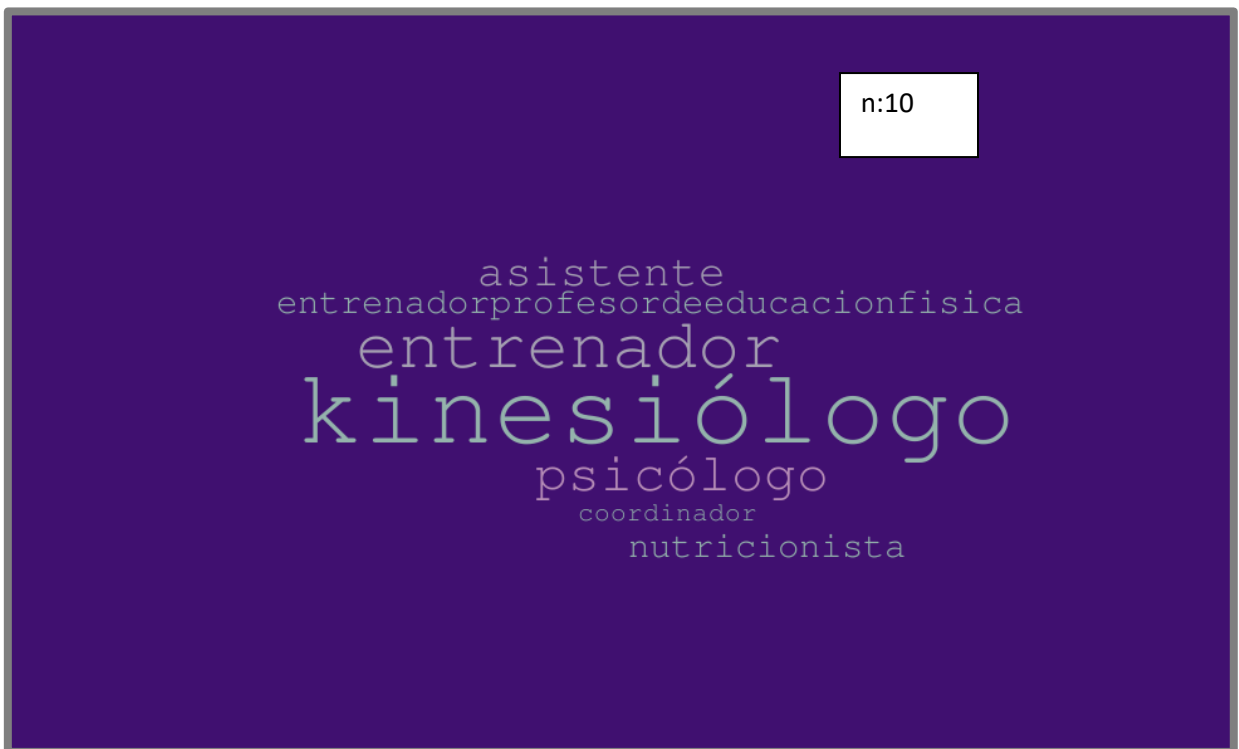 n:10
asistente
entrenadorprofesordeeducacionfisica
entrenador
kinesiólogo
psicólogo
coordinador
nutricionista